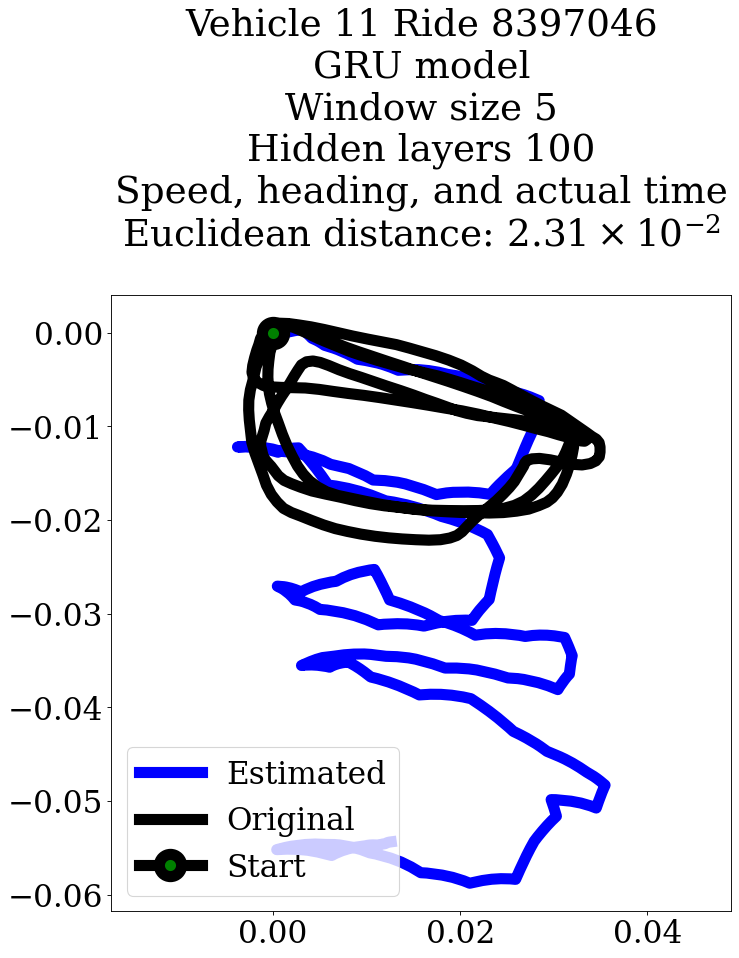 Vehicle 11 Ride 8397046
GRU model
Window size 5
Hidden layers 100
Speed, heading, and actual time
Euclidean distance: 2.31 × 10⁻²
0.00
−0.01
−0.02
−0.03
−0.04
−0.05
−0.06
Estimated
Original
Start
0.00 0.02 0.04